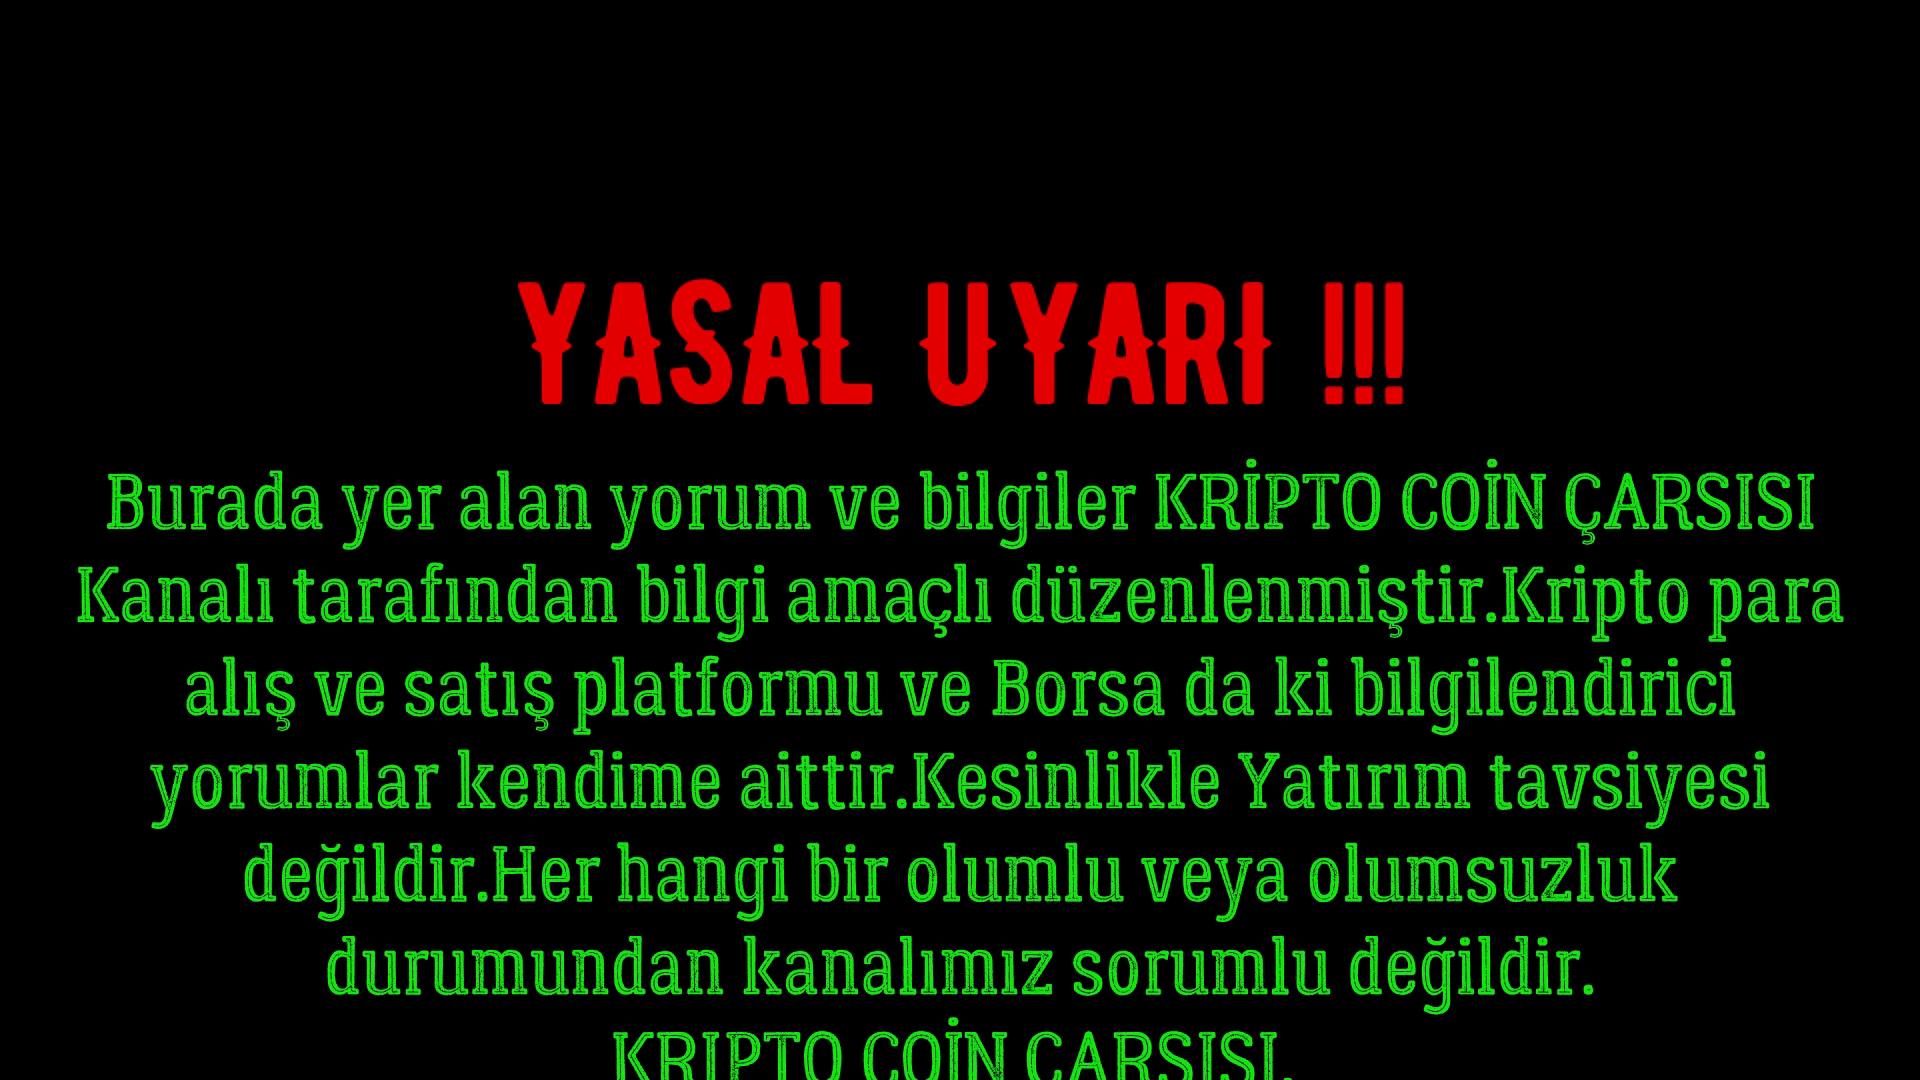 YASAL UYARI !!!
Burada yer alan yorum ve bilgiler KRİPTO COİN ÇARSISI
Kanalı tarafından bilgi amaçlı düzenlenmiştir.Kripto para
alış ve satış platformu ve Borsa da ki bilgilendirici
yorumlar kendime aittir.Kesinlikle Yatırım tavsiyesi
değildir.Her hangi bir olumlu veya olumsuzluk
durumundan kanalımız sorumlu değildir.
KRIPTO COİN ÇARSISI.